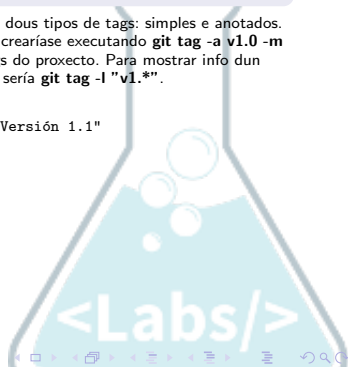 dous tipos de tags: simples e anotados.
crearíase executando git tag -a v1.0 -m
s do proxecto. Para mostrar info dun
sería git tag -l "v1.*".
Versión 1.1"
<Labs/>